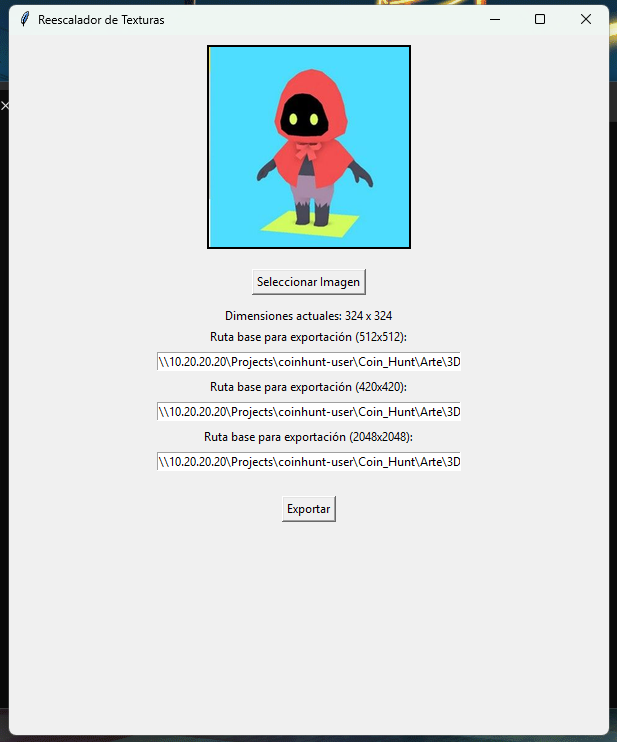 Reescalador de Texturas
Seleccionar Imagen
Dimensiones actuales: 324 x 324
Ruta base para exportación (512x512):
\\10.20.20.20\Projects\coinhunt-user\Coin_Hunt\Arte\3D
Ruta base para exportación (420x420):
\\10.20.20.20\Projects\coinhunt-user\Coin_Hunt\Arte\3D
Ruta base para exportación (2048x2048):
\\10.20.20.20\Projects\coinhunt-user\Coin_Hunt\Arte\3D
Exportar